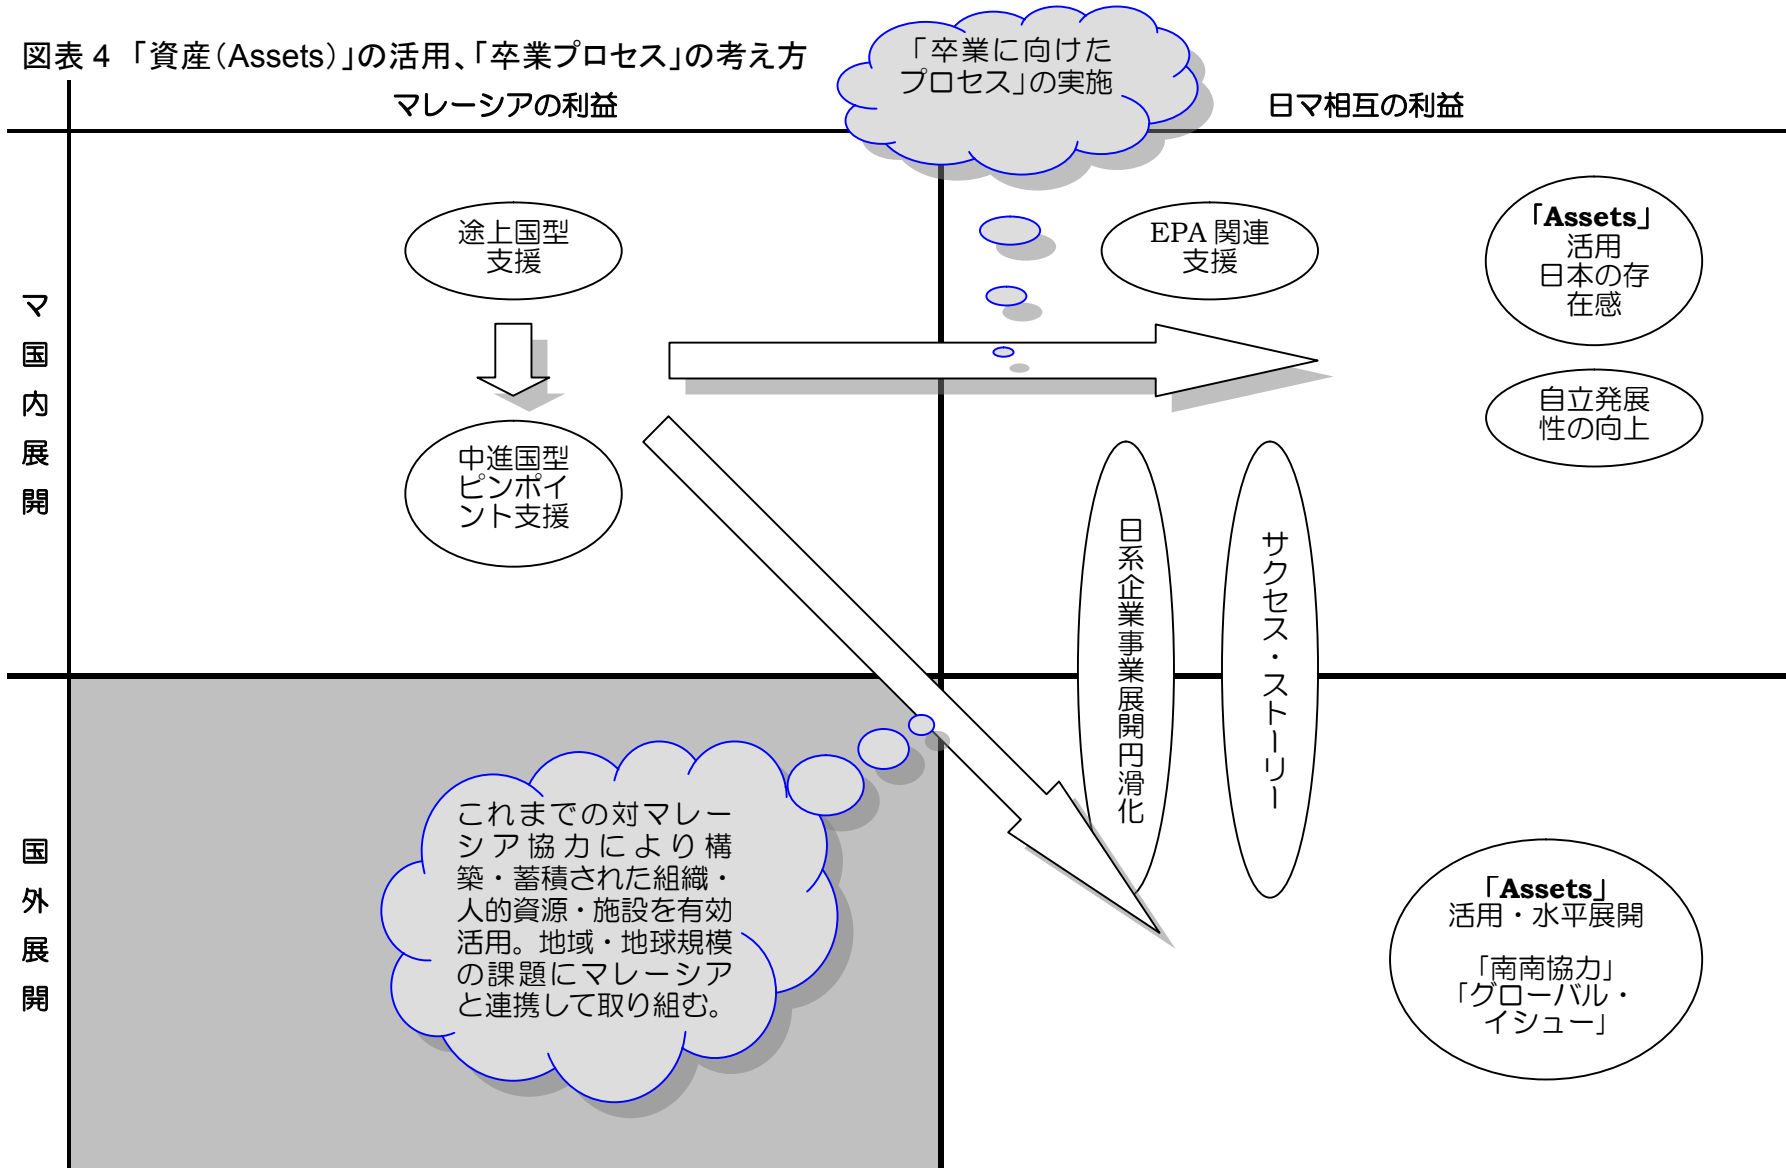 図表 4 「資産(Assets)」の活用、「卒業プロセス」の考え方
「卒業に向けた
プロセス」の実施
マレーシアの利益
日マ相互の利益
マ国内展開
途上国型
支援
中進国型
ピンポイ
ント支援
EPA 関連
支援
「Assets」
活用
日本の存
在感
自立発展
性の向上
日系企業事業展開円滑化
サクセス・ストーリー
国外展開
これまでの対マレー
シア協力により構
築・蓄積された組織・
人的資源・施設を有効
活用。地域・地球規模
の課題にマレーシア
と連携して取り組む。
「Assets」
活用・水平展開
「南南協力」
「グローバル・
イシュー」